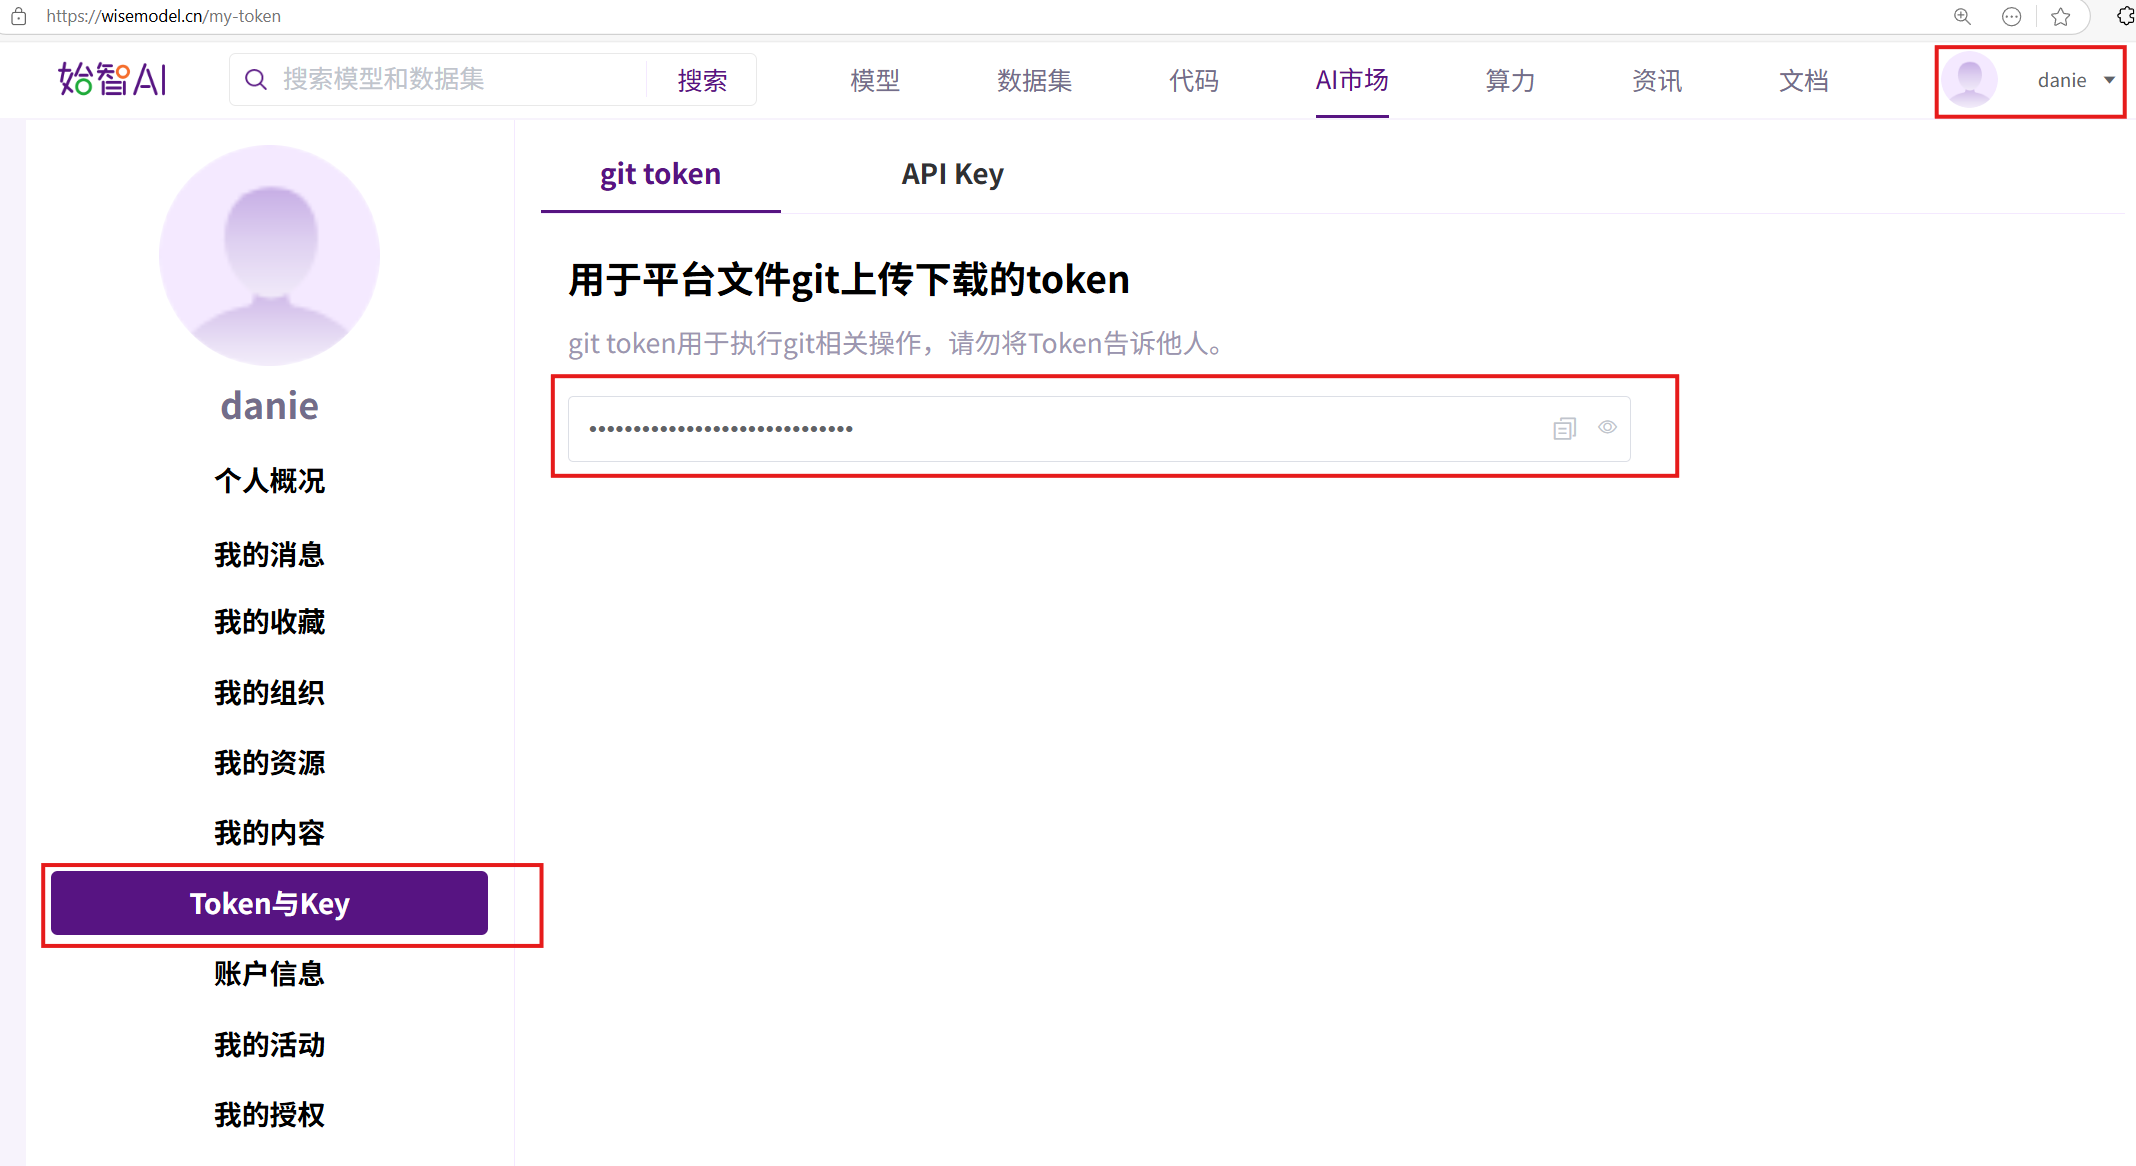 https://wisemodel.cn/my-token
始智AI
搜索模型和数据集
搜索
模型
数据集
代码
AI市场
算力
资讯
文档
danie
danie
个人概况
我的消息
我的收藏
我的组织
我的资源
我的内容
Token与Key
账户信息
我的活动
我的授权
git token
API Key
用于平台文件git上传下载的token
git token用于执行git相关操作，请勿将Token告诉他人。
••••••••••••••••••••••••••••••